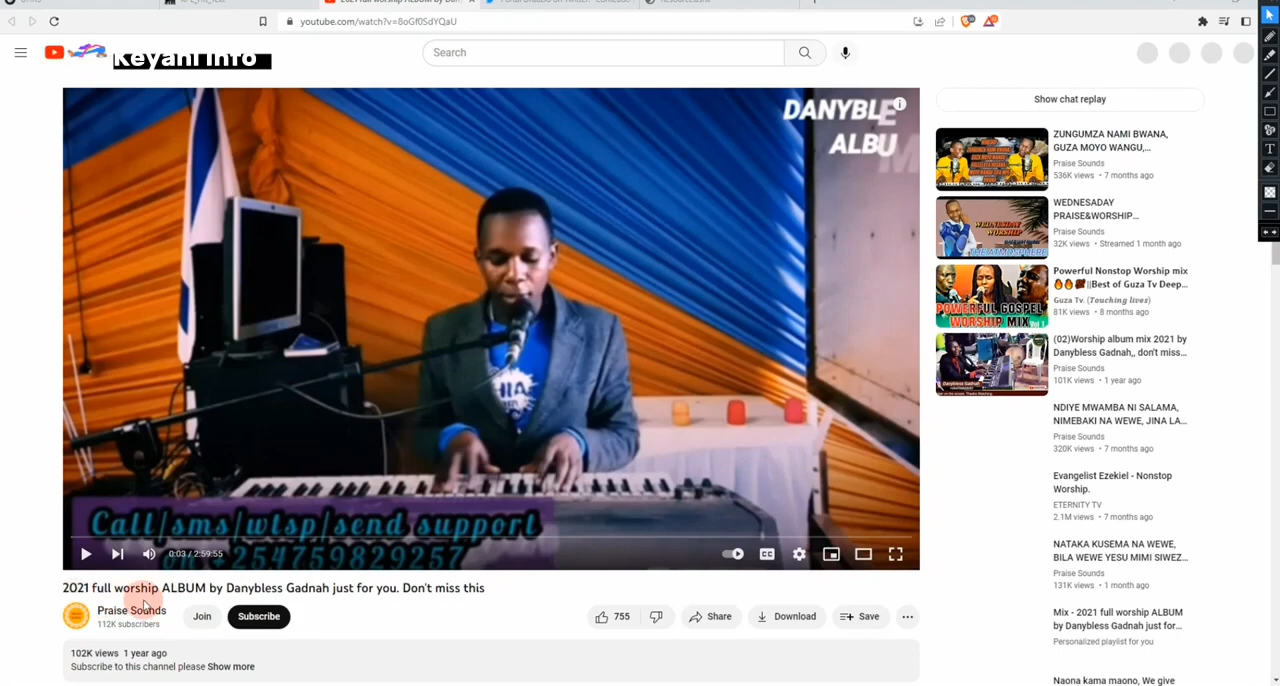 youtube.com/watch?v=8oGf0SdYQaU
Keyani Info
Search
DANYBLE
ALBU
Call/sms/wtsp/send support
+254759829257
0:03 / 2:59:55
2021 full worship ALBUM by Danybless Gadnah just for you. Don't miss this
Praise Sounds
112K subscribers
Join
Subscribe
755
Share
Download
Save
102K views 1 year ago
Subscribe to this channel please Show more
Show chat replay
ZUNGUMZA NAMI BWANA,
GUZA MOYO WANGU,...
Praise Sounds
536K views • 7 months ago
WEDNESADAY
PRAISE&WORSHIP...
Praise Sounds
32K views • Streamed 1 month ago
Powerful Nonstop Worship mix
🔥🔥||Best of Guza Tv Deep...
Guza Tv. (Touching lives)
81K views • 8 months ago
POWERFUL GOSPEL
WORSHIP MIX
(02)Worship album mix 2021 by
Danybless Gadnah,, don't miss...
Praise Sounds
101K views • 1 year ago
NDIYE MWAMBA NI SALAMA,
NIMEBAKI NA WEWE, JINA LA...
Praise Sounds
320K views • 7 months ago
Evangelist Ezekiel - Nonstop
Worship.
ETERNITY TV
2.1M views • 7 months ago
NATAKA KUSEMA NA WEWE,
BILA WEWE YESU MIMI SIWEZ...
Praise Sounds
131K views • 1 month ago
Mix - 2021 full worship ALBUM
by Danybless Gadnah just for...
Personalized playlist for you
Naona kama maono, We give